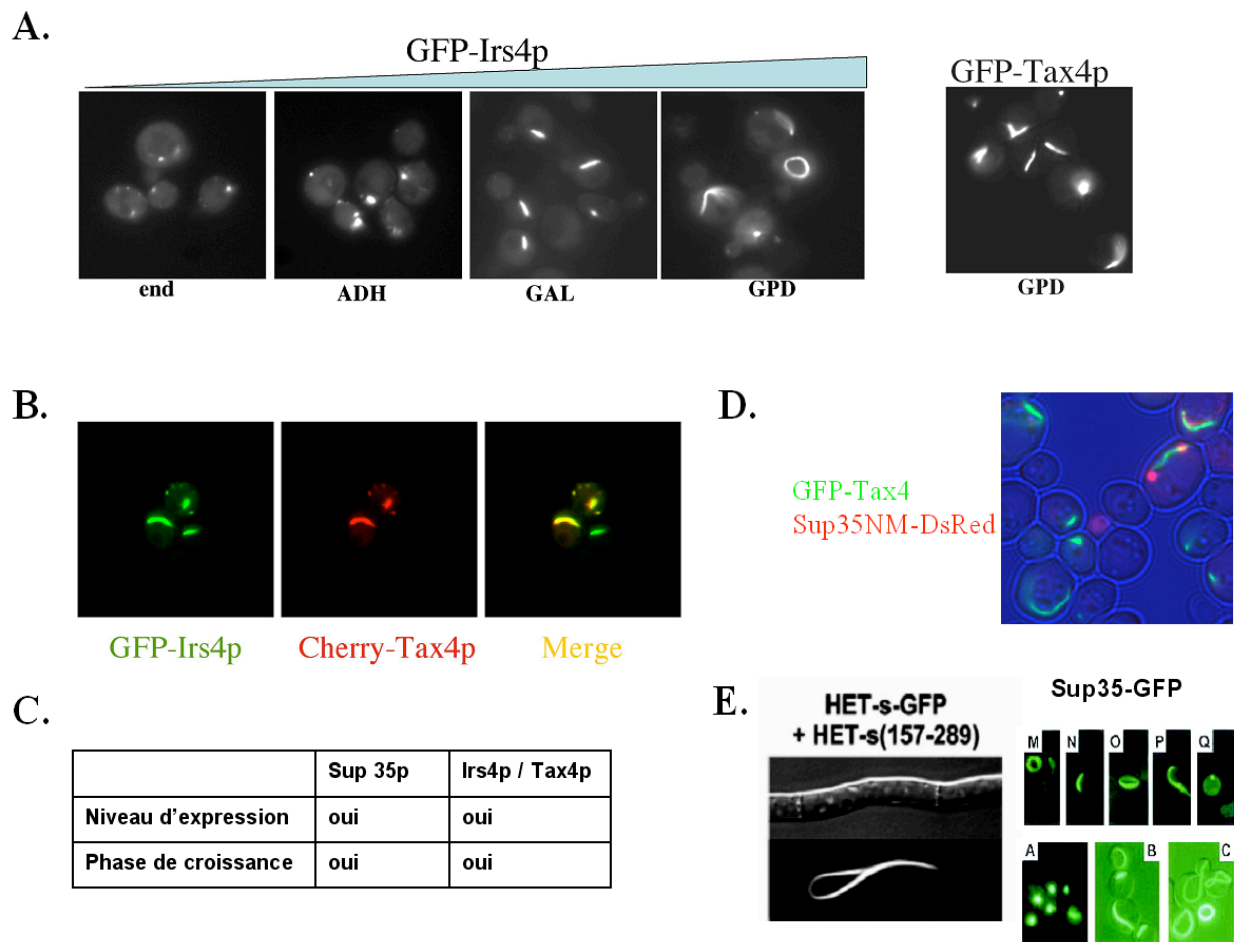 A.
GFP-Irs4p
GFP-Tax4p
end
ADH
GAL
GPD
GPD
B.
GFP-Irs4p
Cherry-Tax4p
Merge
C.
Sup 35p
Irs4p / Tax4p
Niveau d'expression
oui
oui
Phase de croissance
oui
oui
D.
GFP-Tax4
Sup35NM-DsRed
E.
HET-s-GFP
+ HET-s(157-289)
Sup35-GFP
M
N
O
P
Q
A
B
C